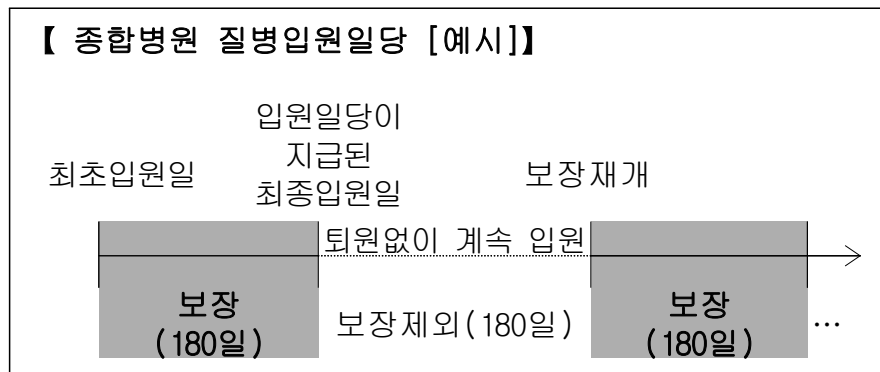 【 종합병원 질병입원일당 [예시]】
최초입원일
입원일당이
지급된
최종입원일
보장재개
퇴원없이 계속 입원
보장
(180일)
보장제외(180일)
보장
(180일)
…